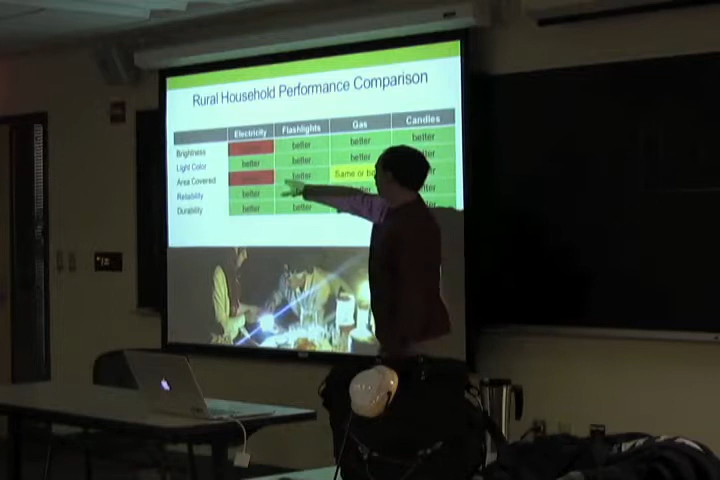 Rural Household Performance Comparison
Electricity Flashlights Gas Candles
Brightness better better better
Light Color better better better
Area Covered better Same or be
Reliability better
Durability better better